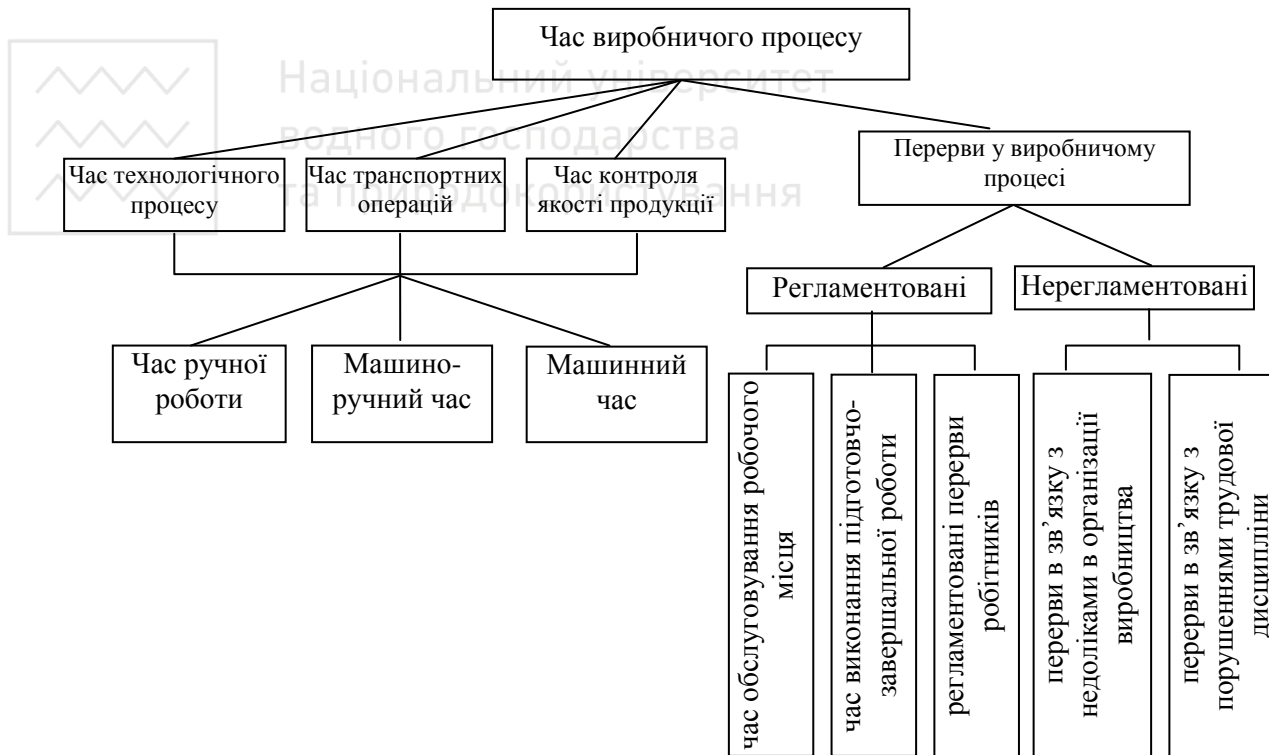 Час виробничого процесу
Національний університет
водного господарства
та природокористування
Час технологічного
процесу
Час транспортних
операцій
Час контроля
якості продукції
Перерви у виробничому
процесі
Регламентовані
Нерегламентовані
Час ручної
роботи
Машино-
ручний час
Машинний
час
час обслуговування робочого
місця
час виконання підготовчо-
завершальної роботи
регламентовані перерви
робітників
перерви в зв’язку з
недоліками в організації
виробництва
перерви в зв’язку з
порушеннями трудової
дисципліни